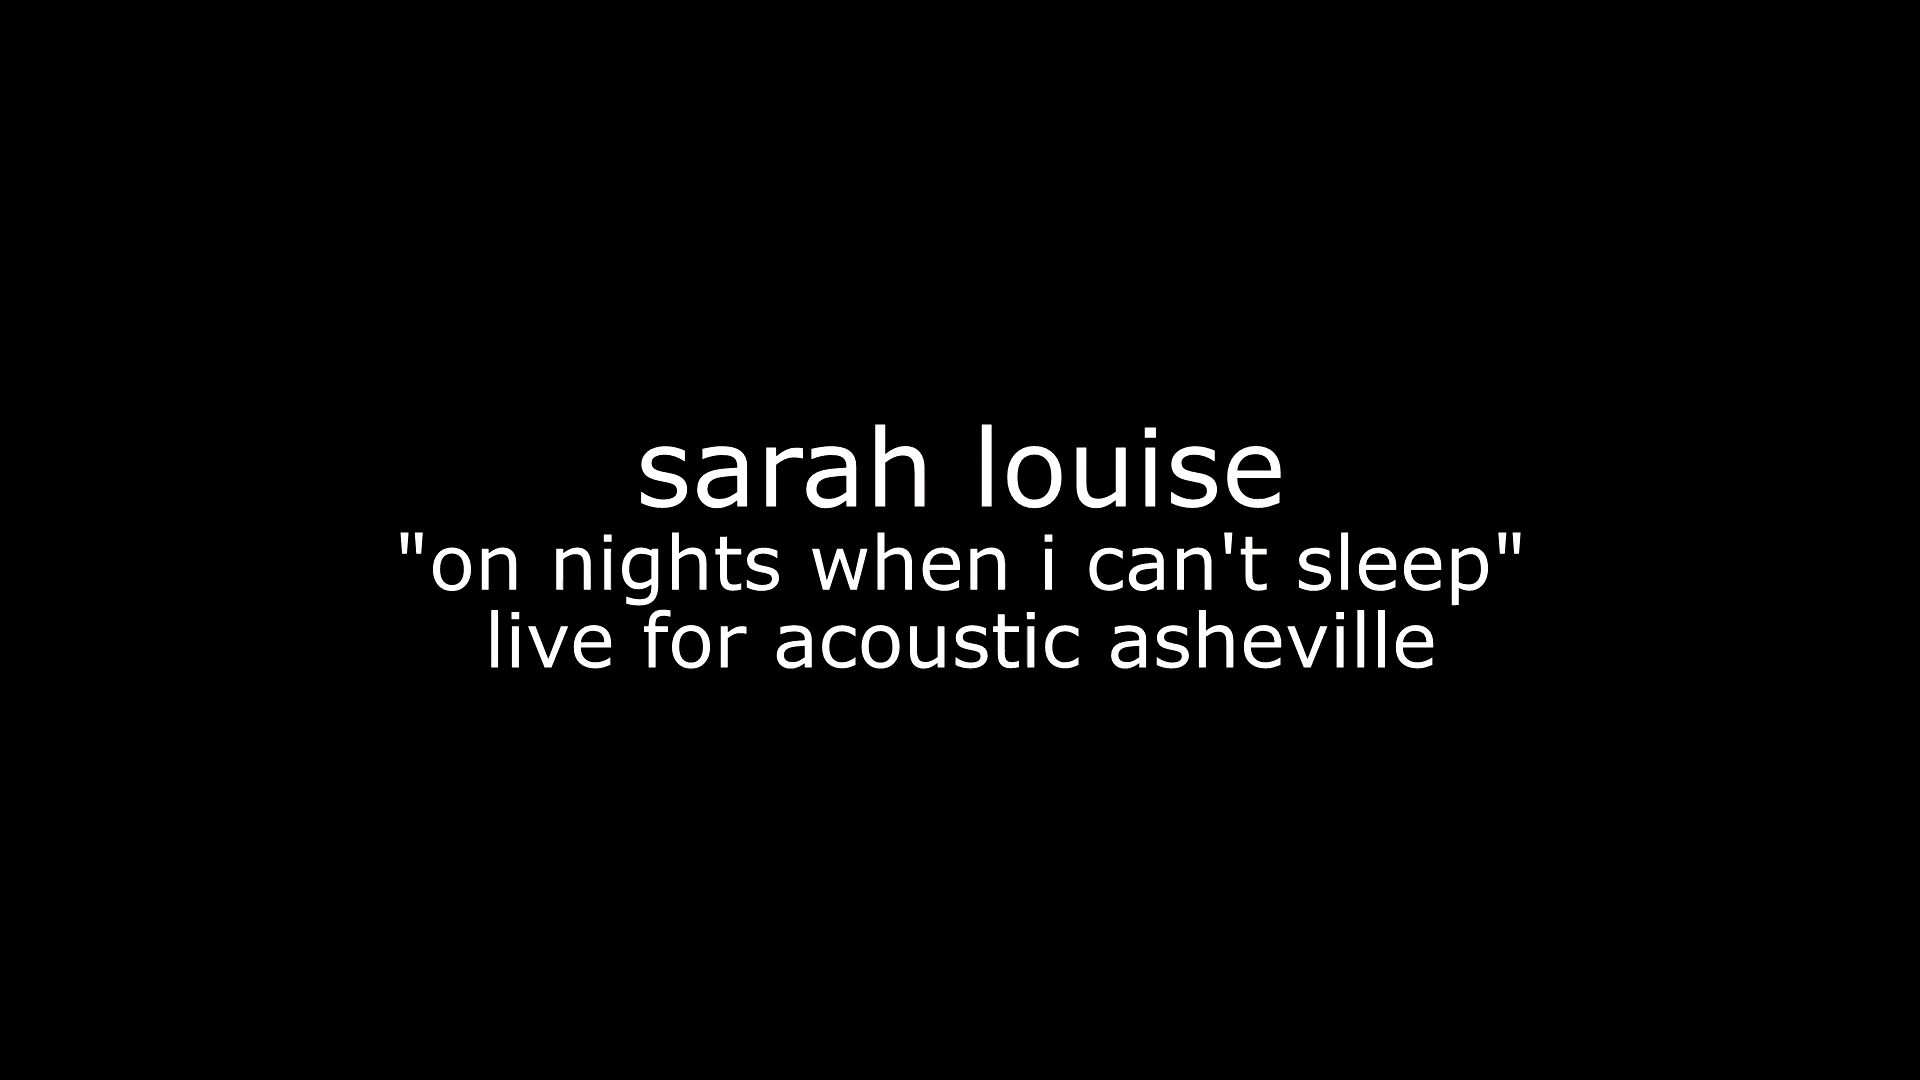 sarah louise
"on nights when i can't sleep"
live for acoustic asheville